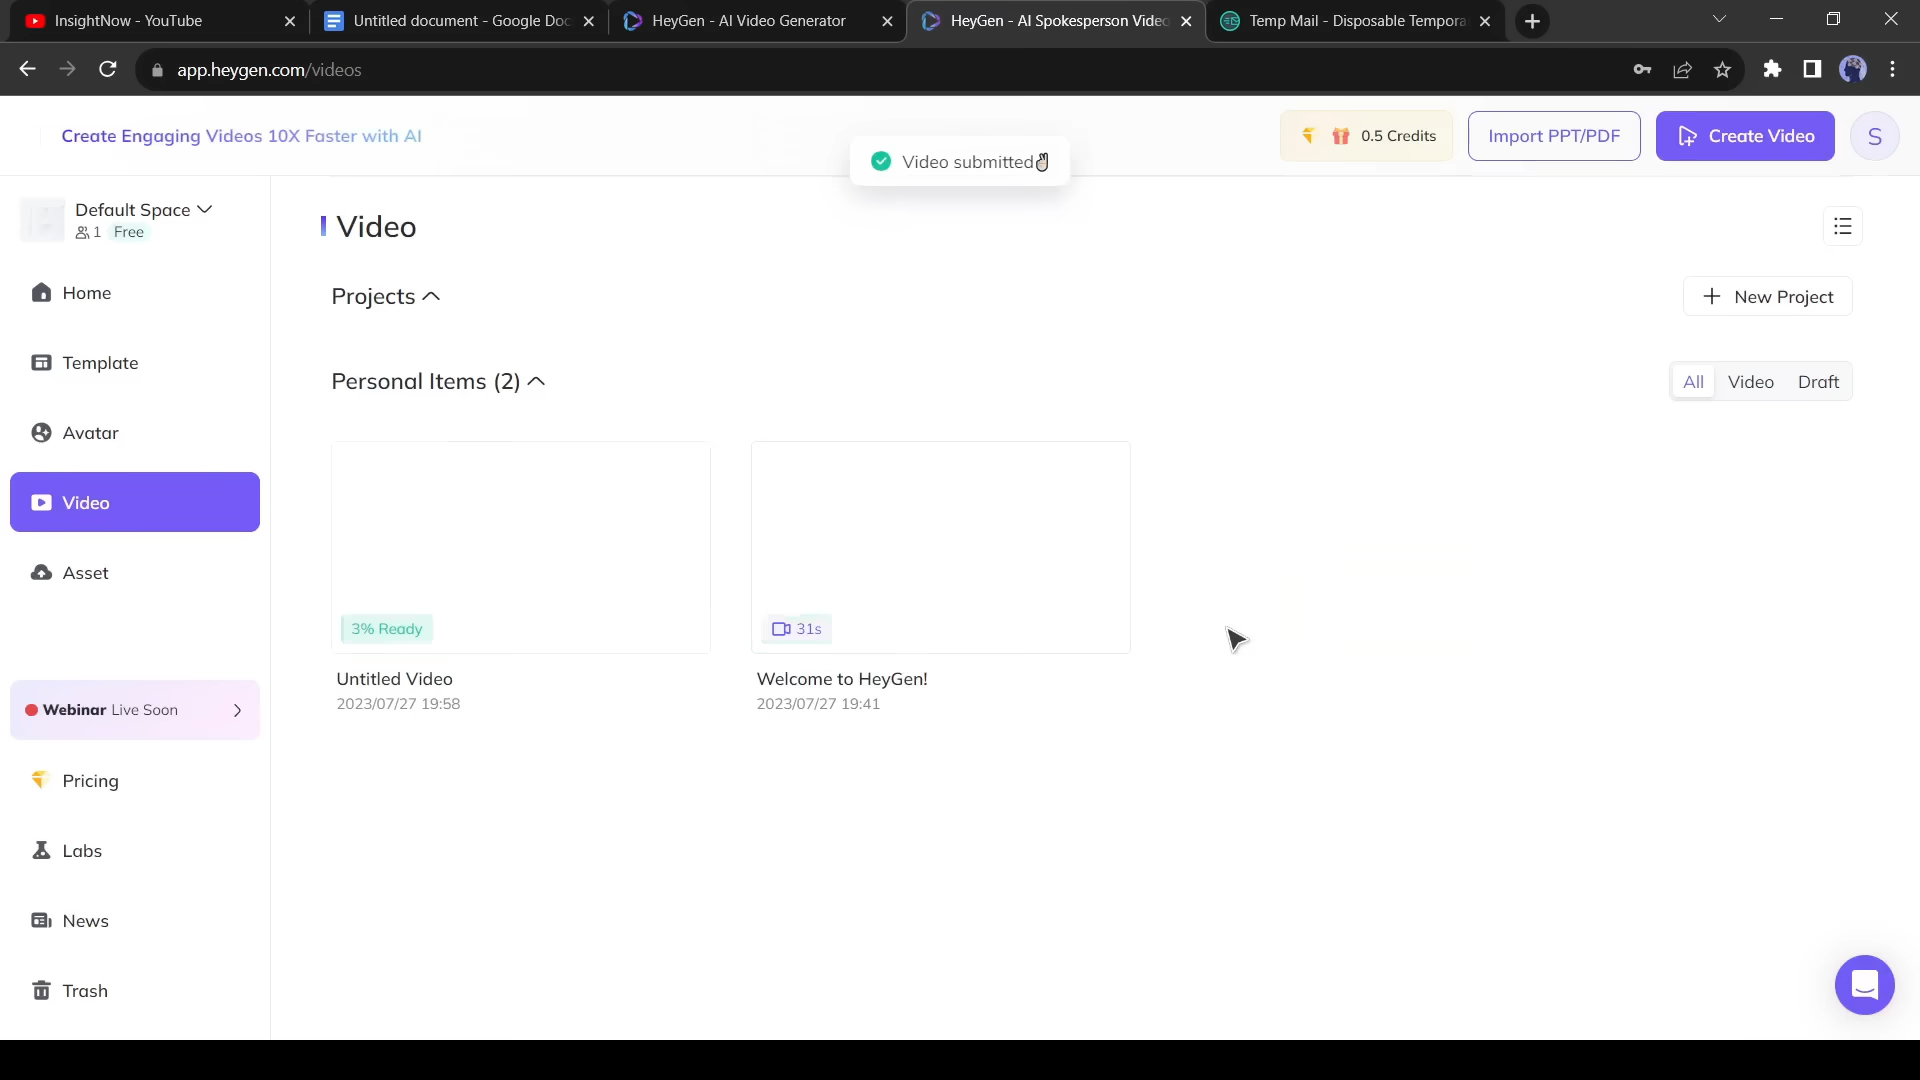 InsightNow - YouTube
Untitled document - Google Doc
HeyGen - AI Video Generator
HeyGen - AI Spokesperson Video
Temp Mail - Disposable Tempora
app.heygen.com/videos
Create Engaging Videos 10X Faster with AI
Video submitted
0.5 Credits
Import PPT/PDF
Create Video
S
Default Space
1 Free
Home
Template
Avatar
Video
Asset
Webinar Live Soon
Pricing
Labs
News
Trash
Video
Projects
New Project
Personal Items (2)
All
Video
Draft
3% Ready
Untitled Video
2023/07/27 19:58
31s
Welcome to HeyGen!
2023/07/27 19:41